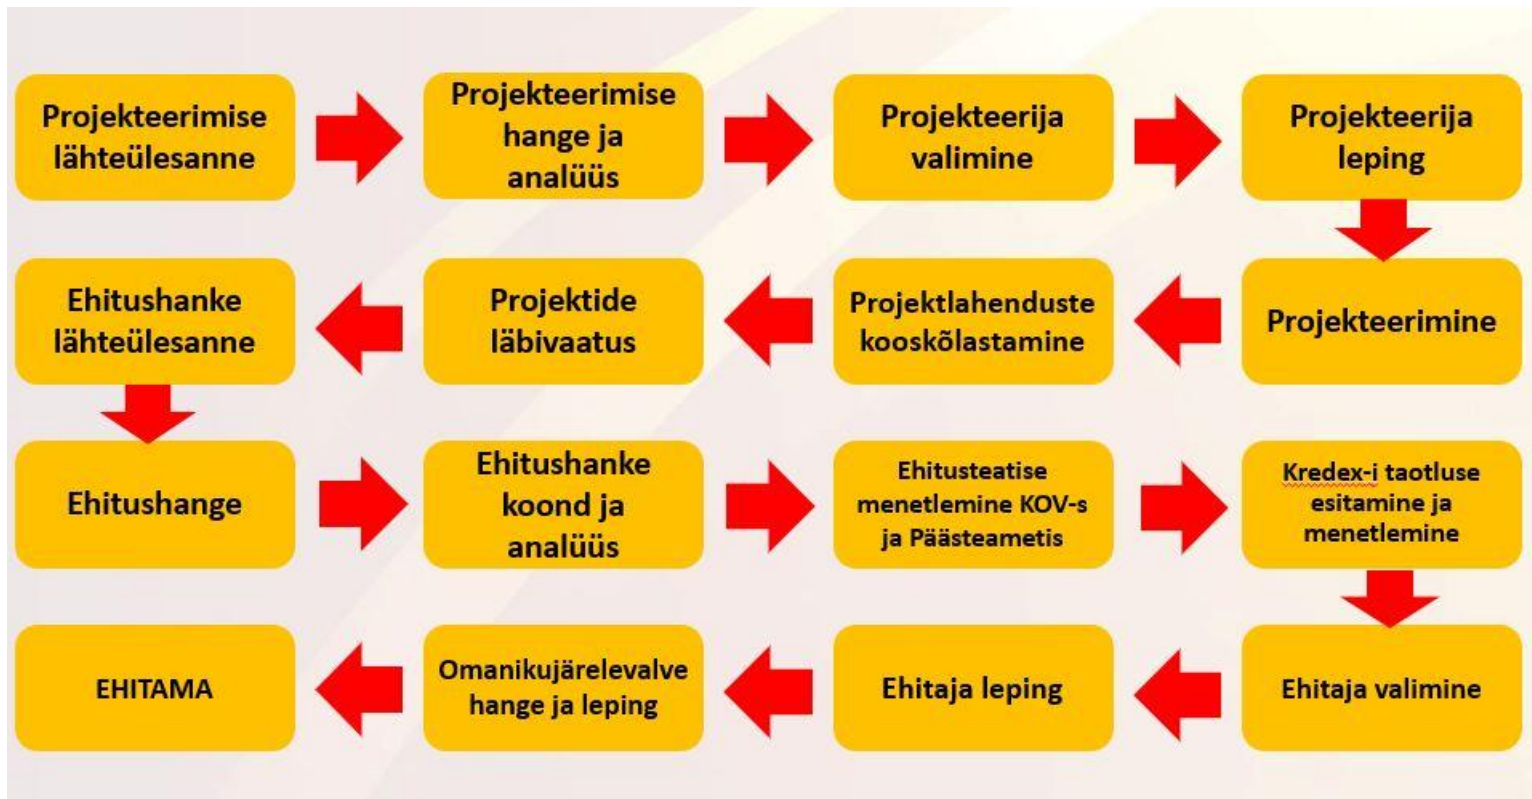 Projekteerimise
lähteülesanne
Projekteerimise
hange ja
analüüs
Projekteerija
valimine
Projekteerija
leping
Projekteerimine
Projektlahenduste
kooskõlastamine
Projektide
läbivaatus
Ehitushanke
lähteülesanne
Ehitushange
Ehitushanke
koond ja
analüüs
Ehitusteatise
menetlemine KOV-s
ja Päästeametis
Kredex-i taotluse
esitamine ja
menetlemine
Ehitaja valimine
Ehitaja leping
Omanikujärelevalve
hange ja leping
EHITAMA